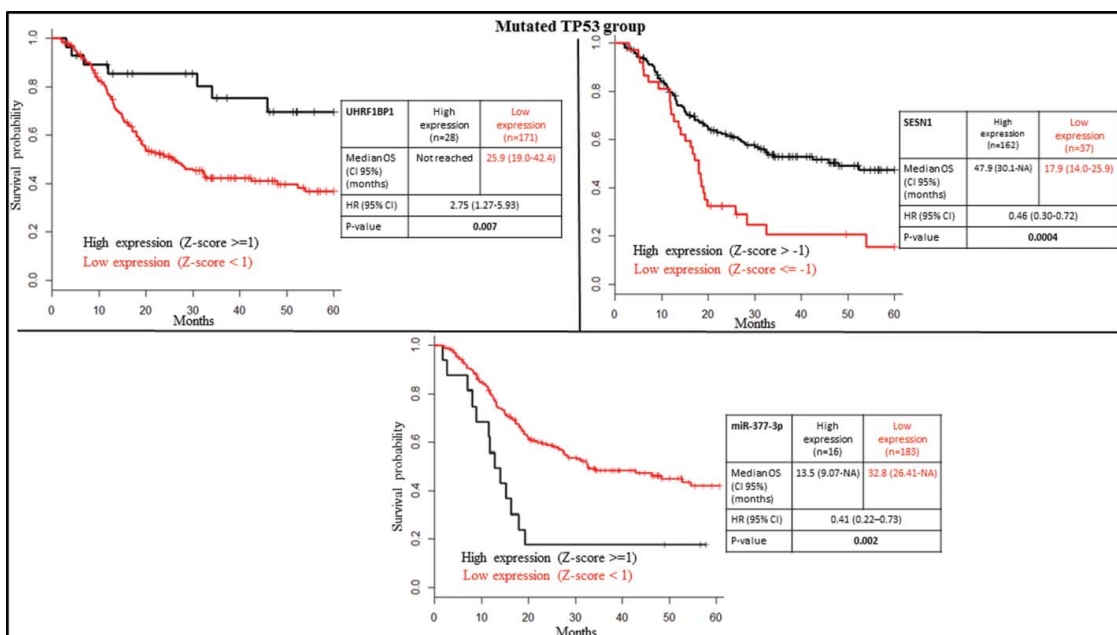 Mutated TP53 group
Survival probability
1.0
0.8
0.6
0.4
0.2
0.0
UHRF1BP1 High expression (n=28) Low expression (n=171)
Median OS (CI 95%) (months) Not reached 25.9 (19.0-42.4)
HR (95% CI) 2.75 (1.27-5.93)
P-value 0.007
High expression (Z-score >=1)
Low expression (Z-score < 1)
0 10 20 30 40 50 60
Months
Survival probability
1.0
0.8
0.6
0.4
0.2
0.0
SESN1 High expression (n=162) Low expression (n=37)
Median OS (CI 95%) (months) 47.9 (30.1-NA) 17.9 (14.0-25.9)
HR (95% CI) 0.46 (0.30-0.72)
P-value 0.0004
High expression (Z-score > -1)
Low expression (Z-score <= -1)
0 10 20 30 40 50 60
Months
Survival probability
1.0
0.8
0.6
0.4
0.2
0.0
miR-377-3p High expression (n=16) Low expression (n=183)
Median OS (CI 95%) (months) 13.5 (9.07-NA) 32.8 (26.41-NA)
HR (95% CI) 0.41 (0.22–0.73)
P-value 0.002
High expression (Z-score >=1)
Low expression (Z-score < 1)
0 10 20 30 40 50 60
Months